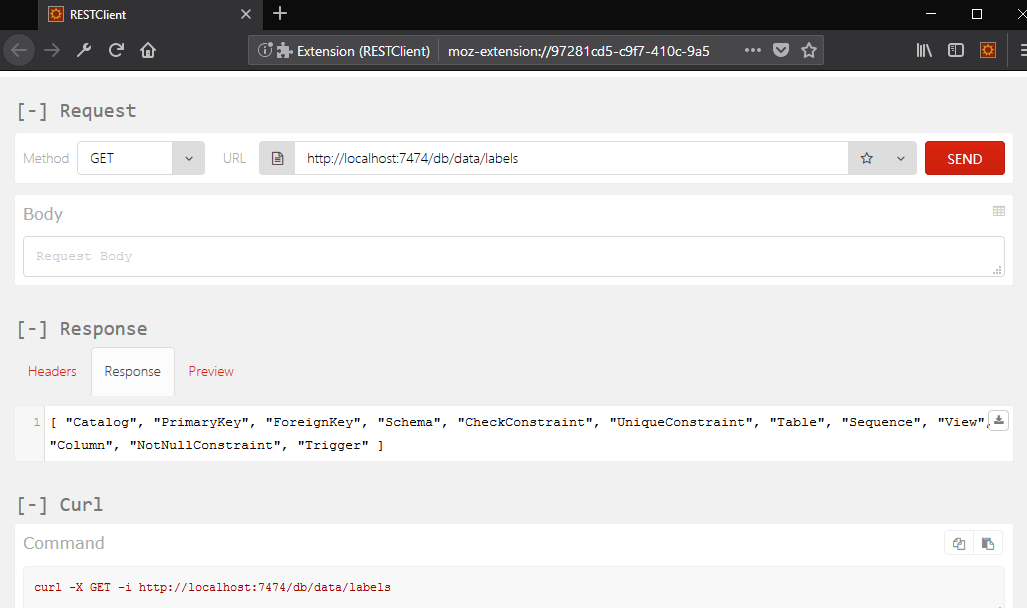 RESTClient
Extension (RESTClient) moz-extension://97281cd5-c9f7-410c-9a5
[-] Request
Method GET URL http://localhost:7474/db/data/labels SEND
Body
Request Body
[-] Response
Headers Response Preview
1 [ "Catalog", "PrimaryKey", "ForeignKey", "Schema", "CheckConstraint", "UniqueConstraint", "Table", "Sequence", "View",
"Column", "NotNullConstraint", "Trigger" ]
[-] Curl
Command
curl -X GET -i http://localhost:7474/db/data/labels